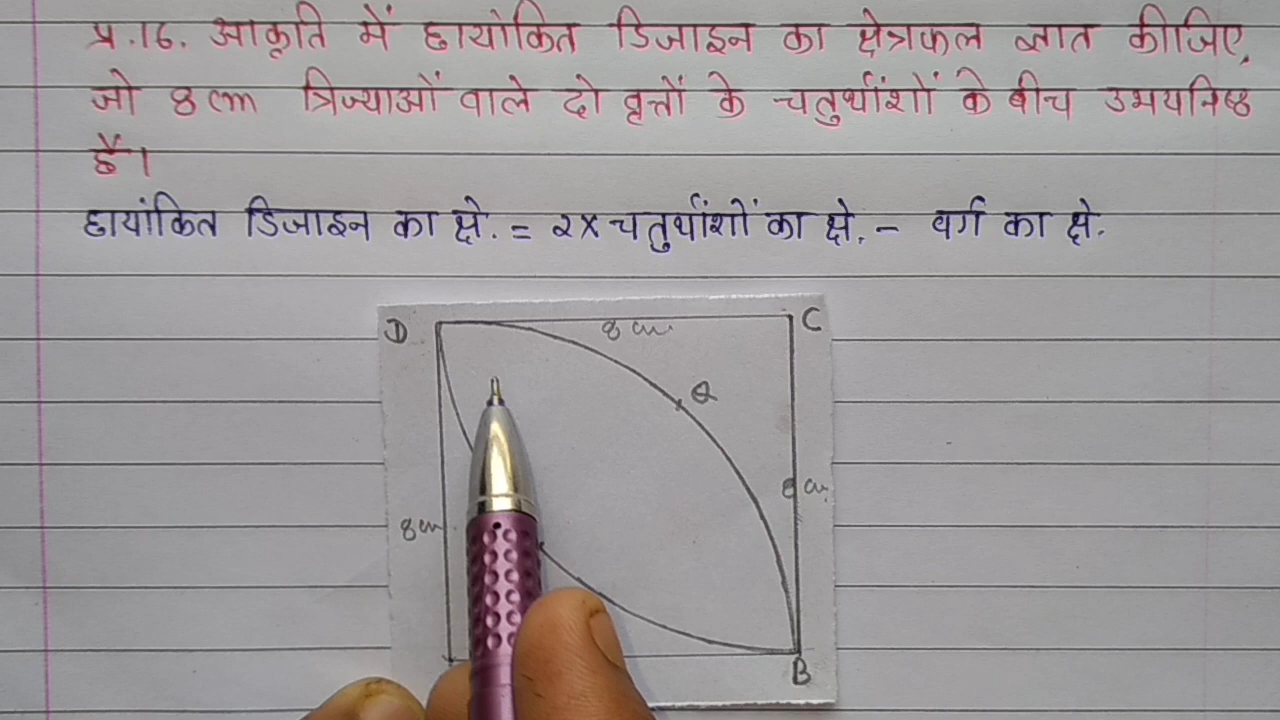 प्र.16. आकृति में छायांकित डिजाइन का क्षेत्रफल ज्ञात कीजिए,
जो 8 cm त्रिज्याओं वाले दो वृत्तों के चतुर्थांशों के बीच उभयनिष्ठ
है।
छायांकित डिजाइन का क्षे. = 2 x चतुर्थांशों का क्षे. - वर्ग का क्षे.
D 8 cm C
Q
8 cm
8 cm
B